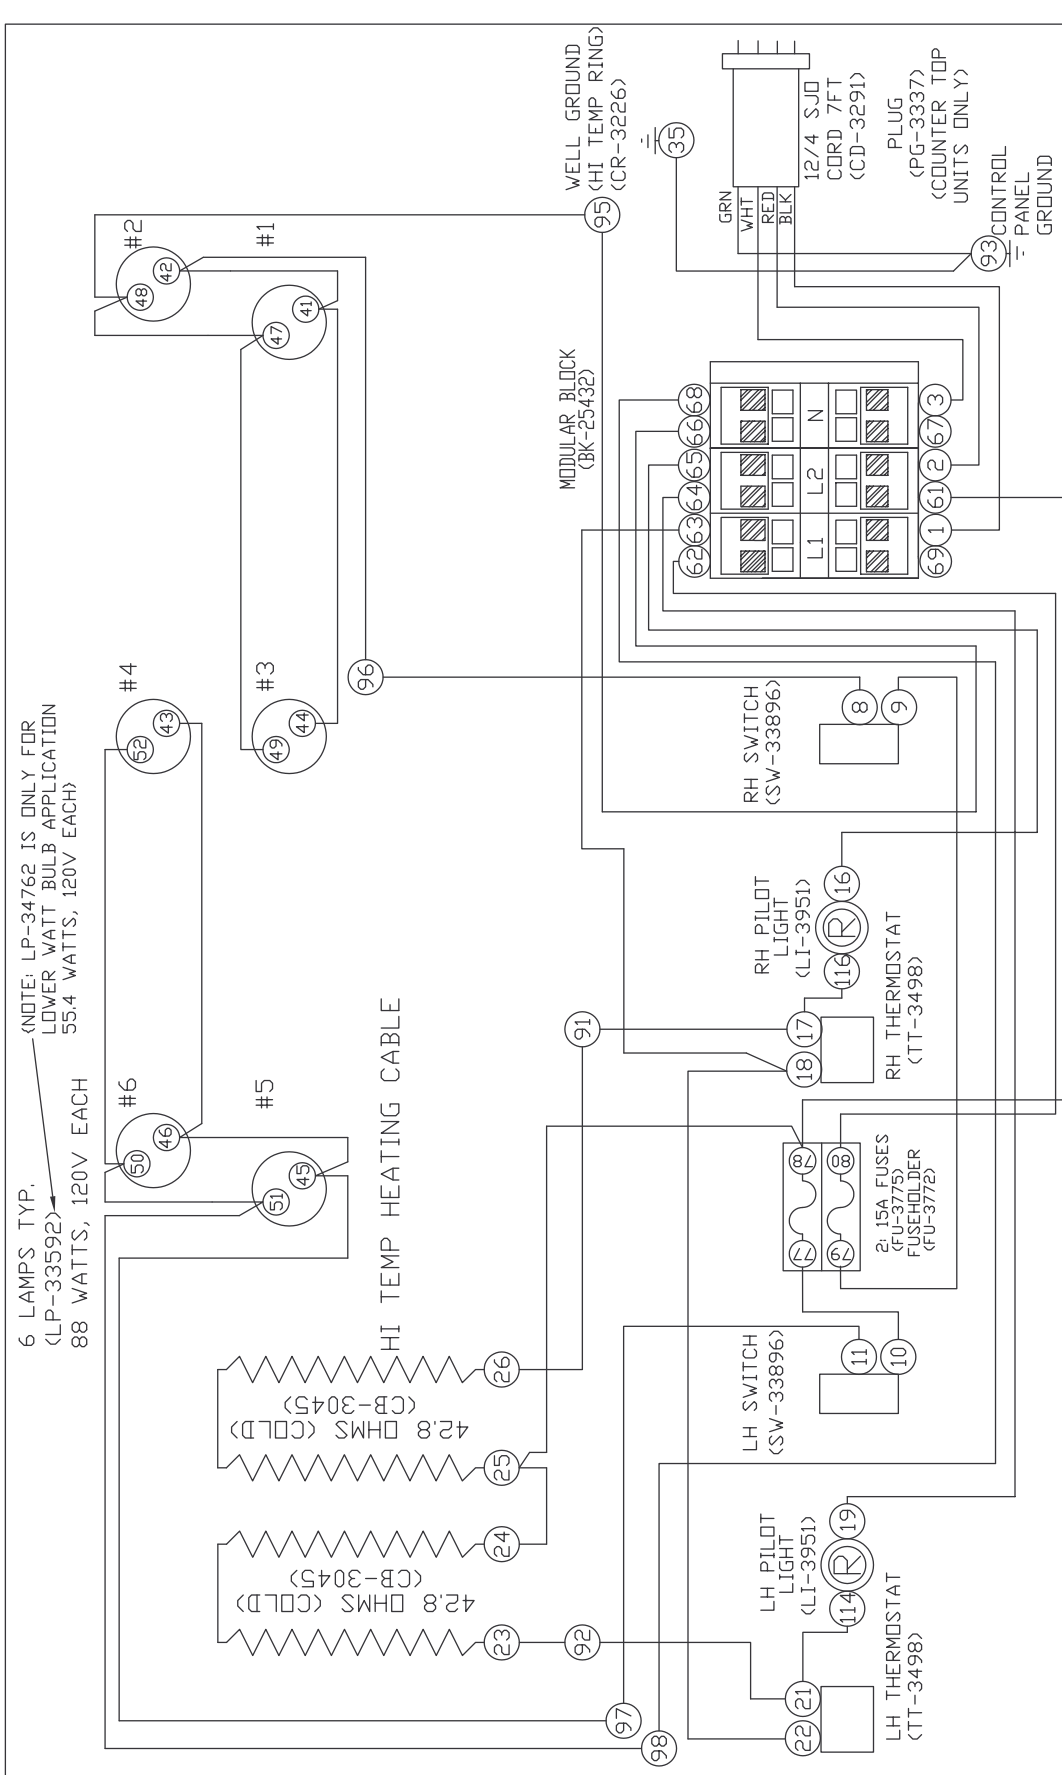 6 LAMPS TYP.
(LP-33592)
88 WATTS, 120V EACH
(NOTE: LP-34762 IS ONLY FOR
LOWER WATT BULB APPLICATION
55.4 WATTS, 120V EACH)
#6
50
46
#5
51
45
#4
52
43
#3
49
44
#2
48
42
#1
47
41
96
HI TEMP HEATING CABLE
42.8 OHMS (COLD)
(CB-3045)
23
24
42.8 OHMS (COLD)
(CB-3045)
25
26
92
91
97
98
95
WELL GROUND
(HI TEMP RING)
(CR-3226)
35
MODULAR BLOCK
(BK-25432)
62
63
64
65
66
68
L1
L2
N
69
1
61
2
67
3
GRN
WHT
RED
BLK
12/4 SJO
CORD 7FT
(CD-3291)
PLUG
(PG-3337)
(COUNTER TOP
UNITS ONLY)
93
CONTROL
PANEL
GROUND
LH THERMOSTAT
(TT-3498)
22
21
LH PILOT
LIGHT
(LI-3951)
114
R
19
LH SWITCH
(SW-33896)
11
10
77
78
79
80
2: 15A FUSES
(FU-3775)
FUSEHOLDER
(FU-3772)
RH THERMOSTAT
(TT-3498)
18
17
RH PILOT
LIGHT
(LI-3951)
116
R
16
RH SWITCH
(SW-33896)
8
9